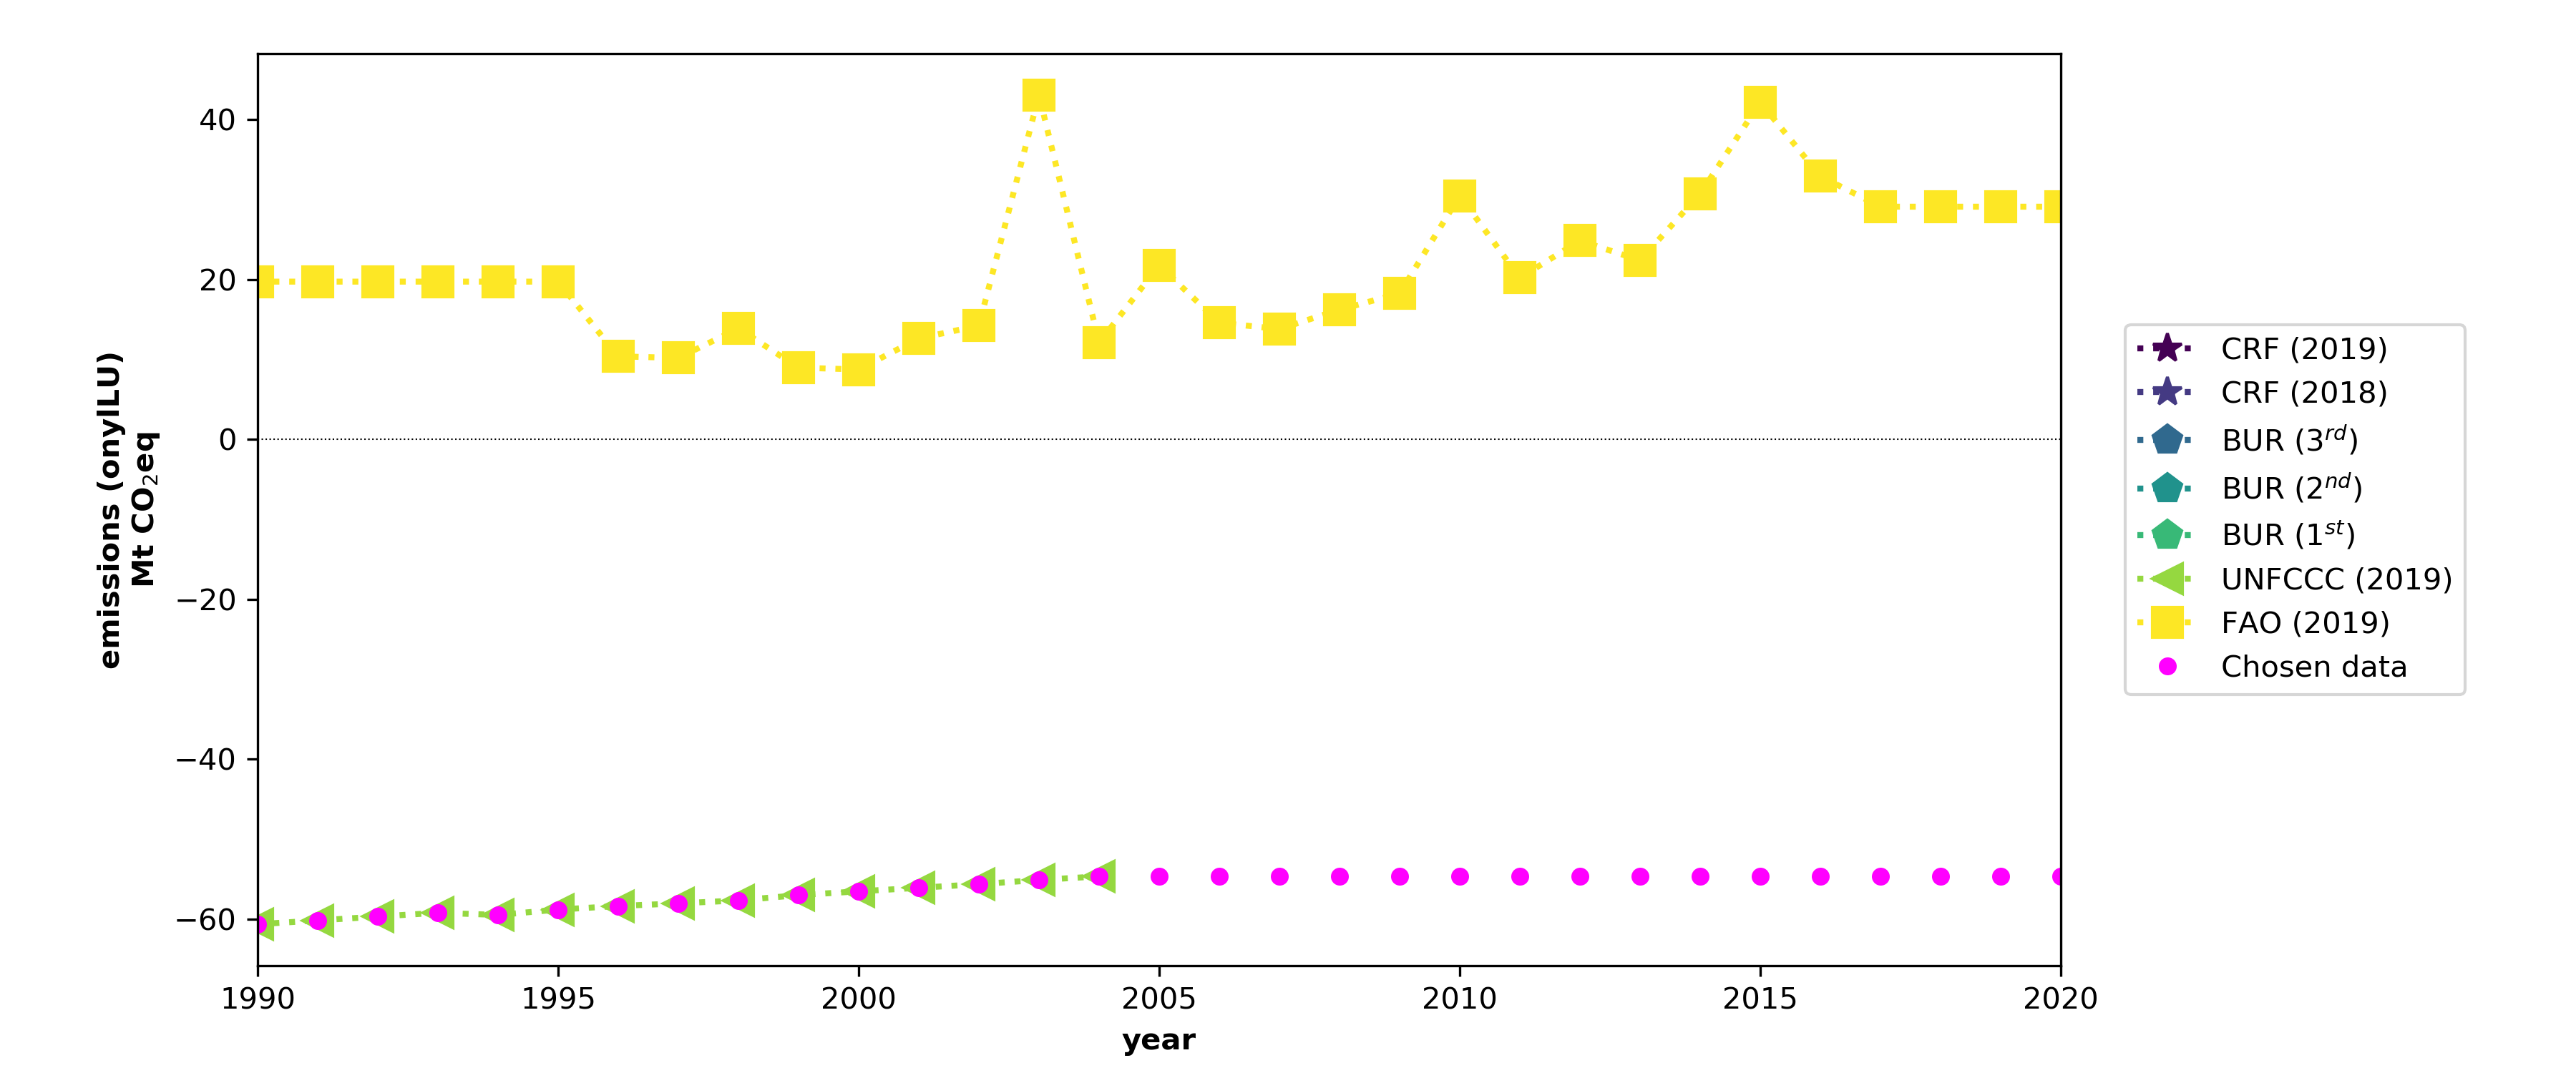 40
20
0
−20
−40
−60
emissions (onylLU)
Mt CO₂eq
1990 1995 2000 2005 2010 2015 2020
year
CRF (2019)
CRF (2018)
BUR (3ʳᵈ)
BUR (2ⁿᵈ)
BUR (1ˢᵗ)
UNFCCC (2019)
FAO (2019)
Chosen data